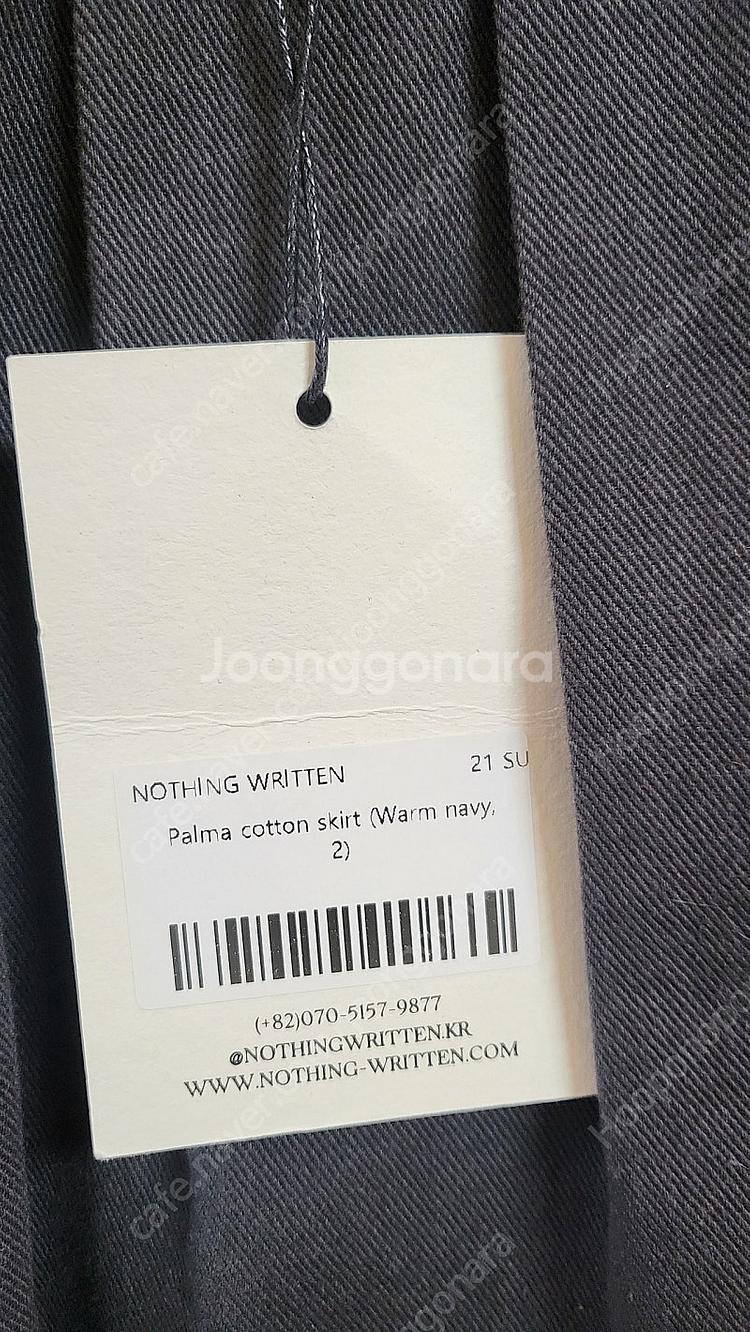 Joonggonara
NOTHING WRITTEN 21 SU
Palma cotton skirt (Warm navy,
2)
(+82)070-5157-9877
@NOTHINGWRITTEN.KR
WWW.NOTHING-WRITTEN.COM